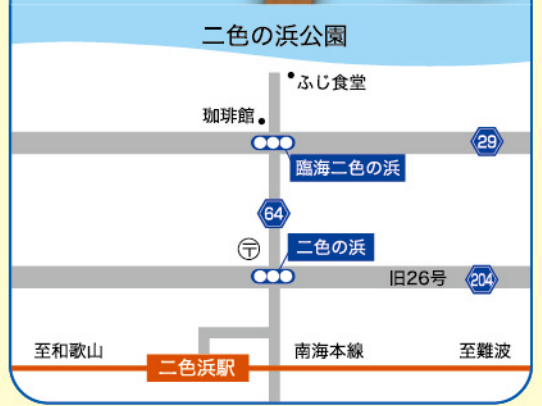 二色の浜公園
ふじ食堂
珈琲館
29
臨海二色の浜
64
〒
二色の浜
旧26号
204
至和歌山
南海本線
至難波
二色浜駅